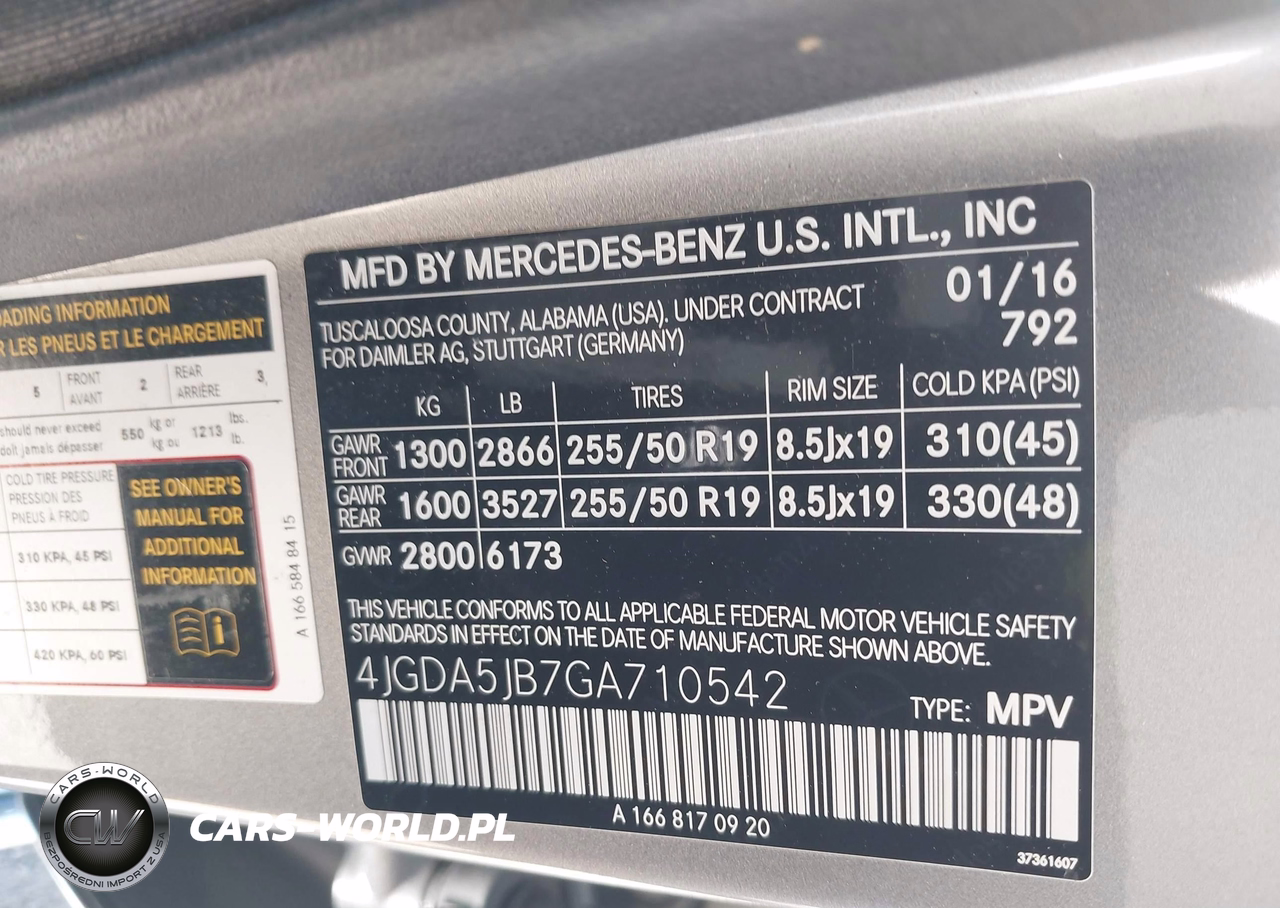 MFD BY MERCEDES-BENZ U.S. INTL., INC
01/16
TUSCALOOSA COUNTY, ALABAMA (USA). UNDER CONTRACT
FOR DAIMLER AG, STUTTGART (GERMANY)
792
KG LB TIRES RIM SIZE COLD KPA (PSI)
GAWR FRONT 1300 2866 255/50 R19 8.5Jx19 310(45)
GAWR REAR 1600 3527 255/50 R19 8.5Jx19 330(48)
GVWR 2800 6173
THIS VEHICLE CONFORMS TO ALL APPLICABLE FEDERAL MOTOR VEHICLE SAFETY
STANDARDS IN EFFECT ON THE DATE OF MANUFACTURE SHOWN ABOVE.
4JGDA5JB7GA710542
TYPE: MPV
A 166 817 09 20
37361607
INFORMATION
LES PNEUS ET LE CHARGEMENT
5 FRONT 2 REAR 3,
AVANT ARRIÈRE
should never exceed 550 kg or 1213 lbs.
doit jamais dépasser kg ou lb.
COLD TIRE PRESSURE
PRESSION DES
PNEUS À FROID
310 KPA, 45 PSI
330 KPA, 48 PSI
420 KPA, 60 PSI
SEE OWNER'S
MANUAL FOR
ADDITIONAL
INFORMATION
A 166 584 84 15
CARS-WORLD
CW
BEZPOŚREDNI IMPORT Z USA
CARS-WORLD.PL